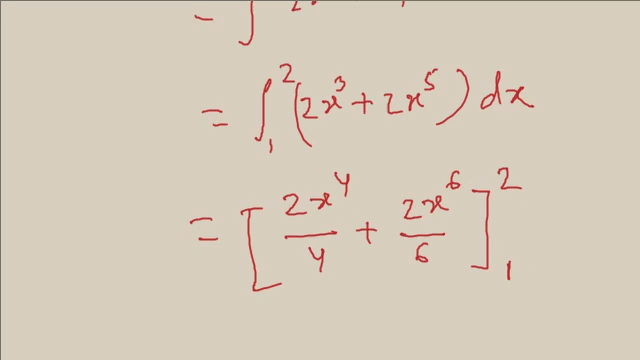 = ∫₁² (2x³ + 2x⁵) dx
= [2x⁴/4 + 2x⁶/6]₁²